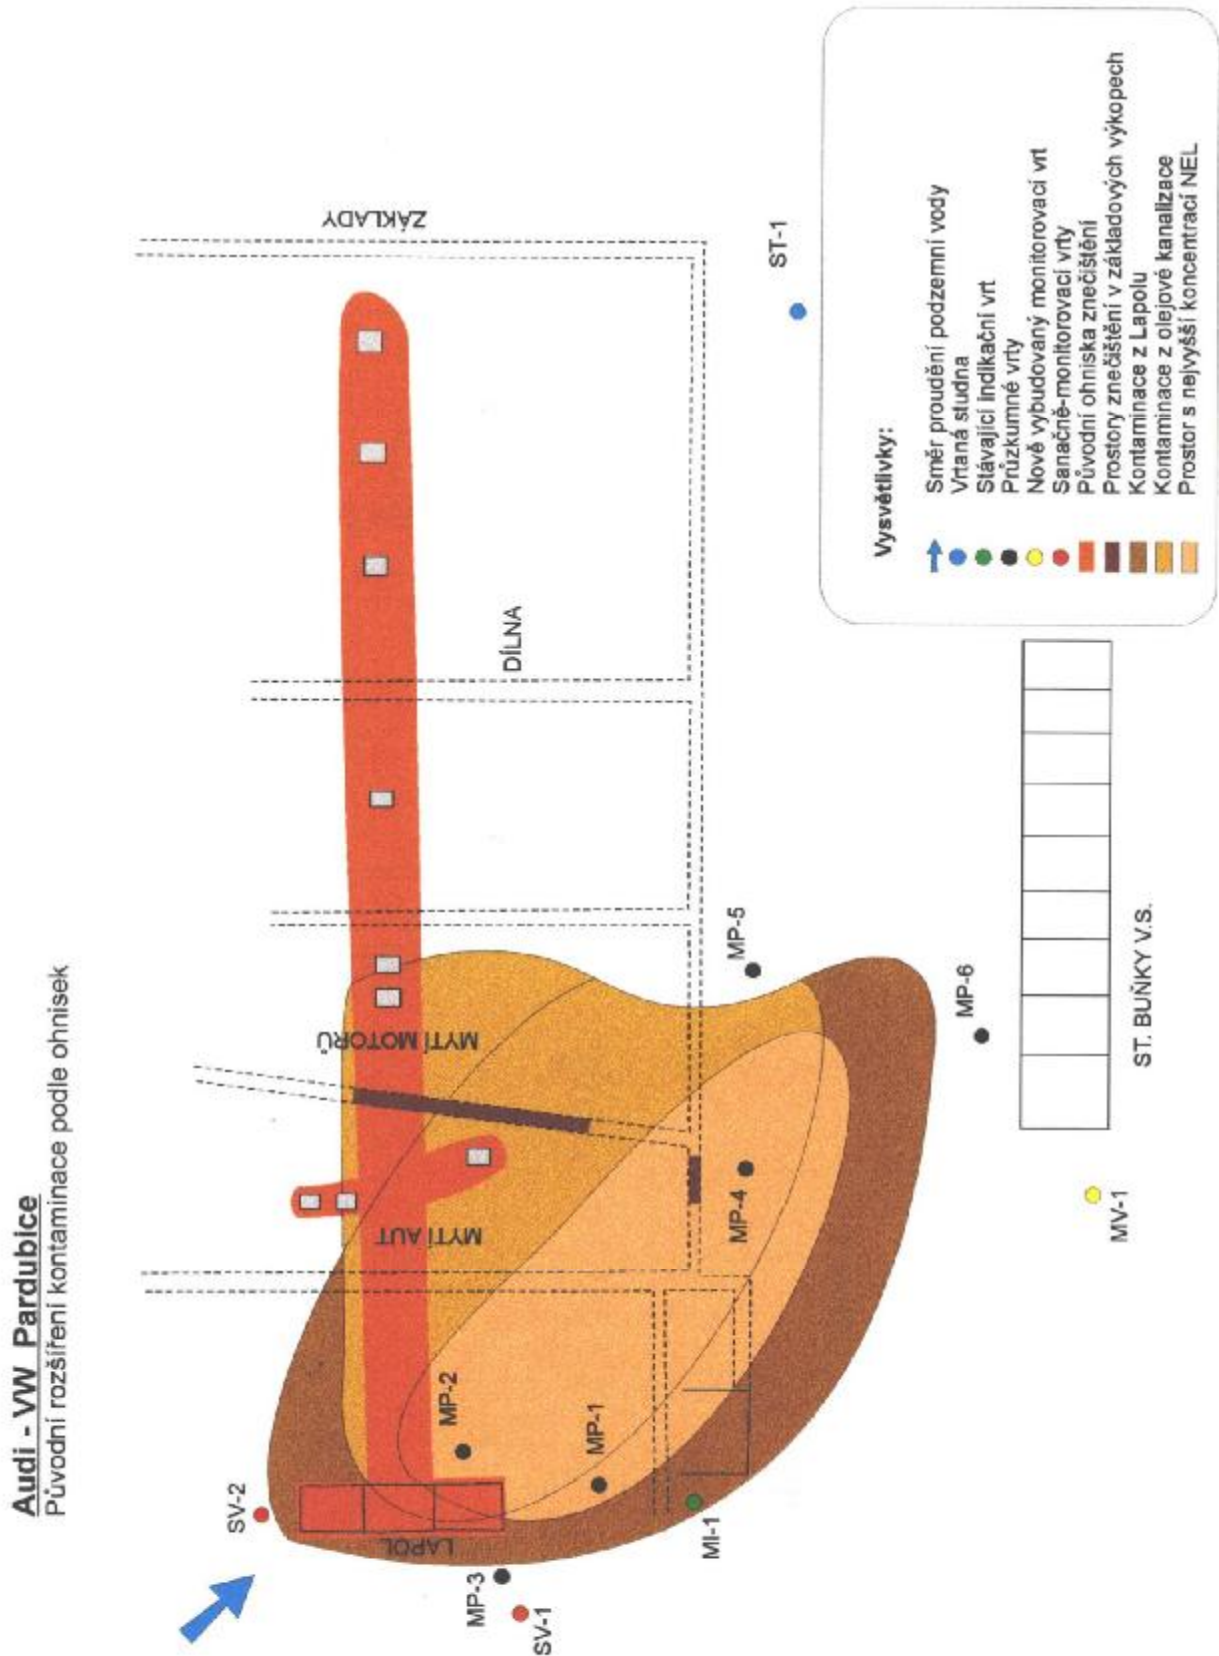 Audi - VW Pardubice
Původní rozšíření kontaminace podle ohnisek
SV-2
LAPOL
MP-3
SV-1
MP-2
MP-1
MI-1
MYTÍ AUT
MYTÍ MOTORŮ
MP-4
MP-5
MP-6
MV-1
ST. BUŇKY V.S.
DÍLNA
ZÁKLADY
ST-1
Vysvětlivky:
Směr proudění podzemní vody
Vrtaná studna
Stávající indikační vrt
Průzkumné vrty
Nově vybudovaný monitorovací vrt
Sanačně-monitorovací vrty
Původní ohniska znečištění
Prostory znečištění v základových výkopech
Kontaminace z Lapolu
Kontaminace z olejové kanalizace
Prostor s nejvyšší koncentrací NEL